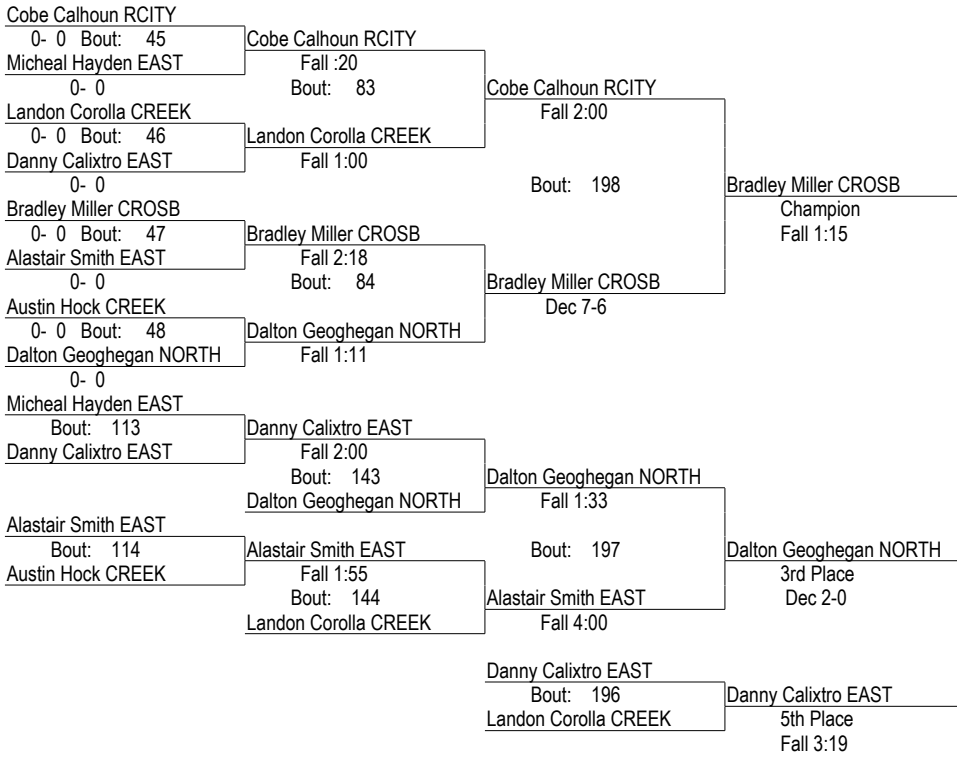 Cobe Calhoun RCITY
0- 0 Bout: 45
Cobe Calhoun RCITY
Micheal Hayden EAST
Fall :20
0- 0
Bout: 83
Cobe Calhoun RCITY
Landon Corolla CREEK
Fall 2:00
0- 0 Bout: 46
Landon Corolla CREEK
Danny Calixtro EAST
Fall 1:00
0- 0
Bout: 198
Bradley Miller CROSB
Bradley Miller CROSB
Champion
0- 0 Bout: 47
Bradley Miller CROSB
Fall 1:15
Alastair Smith EAST
Fall 2:18
0- 0
Bout: 84
Bradley Miller CROSB
Austin Hock CREEK
Dec 7-6
0- 0 Bout: 48
Dalton Geoghegan NORTH
Dalton Geoghegan NORTH
Fall 1:11
0- 0
Micheal Hayden EAST
Bout: 113
Danny Calixtro EAST
Danny Calixtro EAST
Fall 2:00
Bout: 143
Dalton Geoghegan NORTH
Dalton Geoghegan NORTH
Fall 1:33
Alastair Smith EAST
Bout: 114
Alastair Smith EAST
Bout: 197
Dalton Geoghegan NORTH
Austin Hock CREEK
Fall 1:55
3rd Place
Bout: 144
Alastair Smith EAST
Dec 2-0
Landon Corolla CREEK
Fall 4:00
Danny Calixtro EAST
Bout: 196
Danny Calixtro EAST
Landon Corolla CREEK
5th Place
Fall 3:19